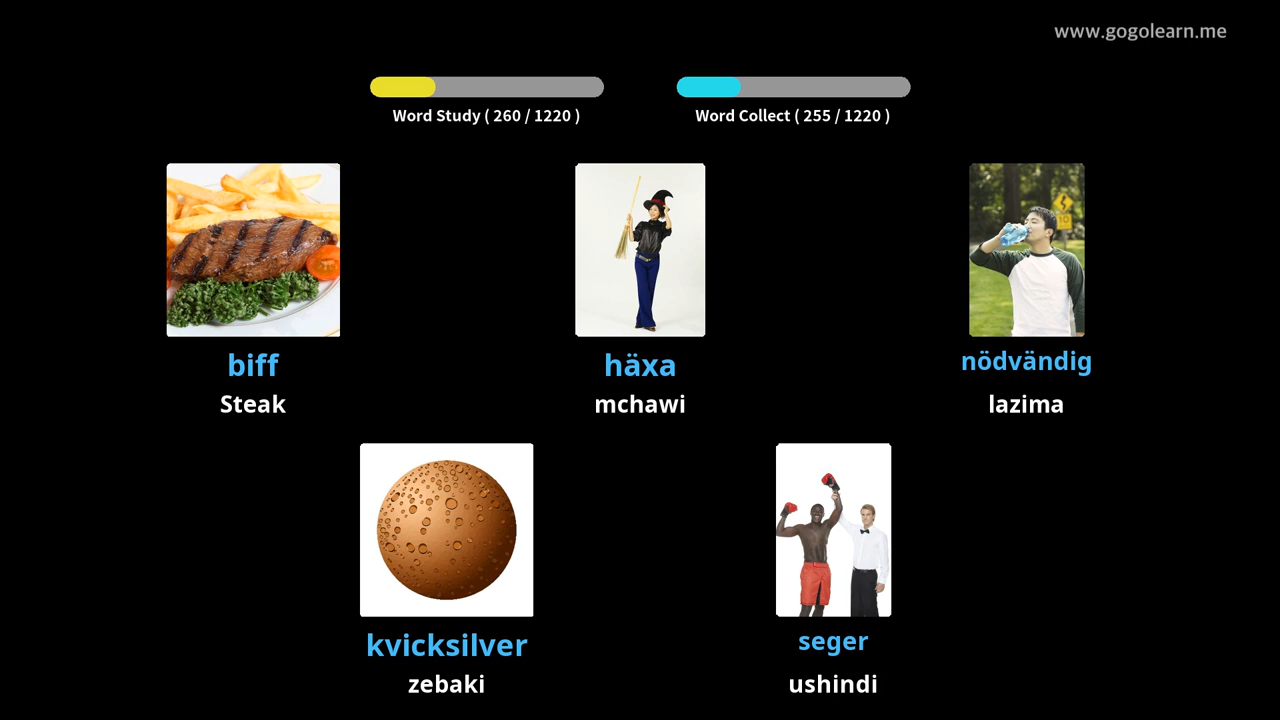 www.gogolearn.me
Word Study ( 260 / 1220 )
Word Collect ( 255 / 1220 )
biff
Steak
häxa
mchawi
nödvändig
lazima
kvicksilver
zebaki
seger
ushindi